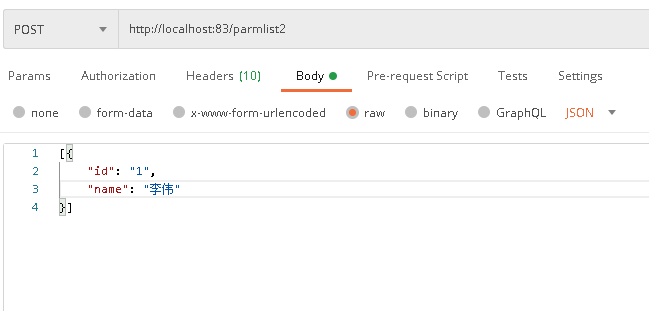 POST http://localhost:83/parmlist2
Params Authorization Headers (10) Body Pre-request Script Tests Settings
none form-data x-www-form-urlencoded raw binary GraphQL JSON
1 [{
2 "id": "1",
3 "name": "李伟"
4 }]